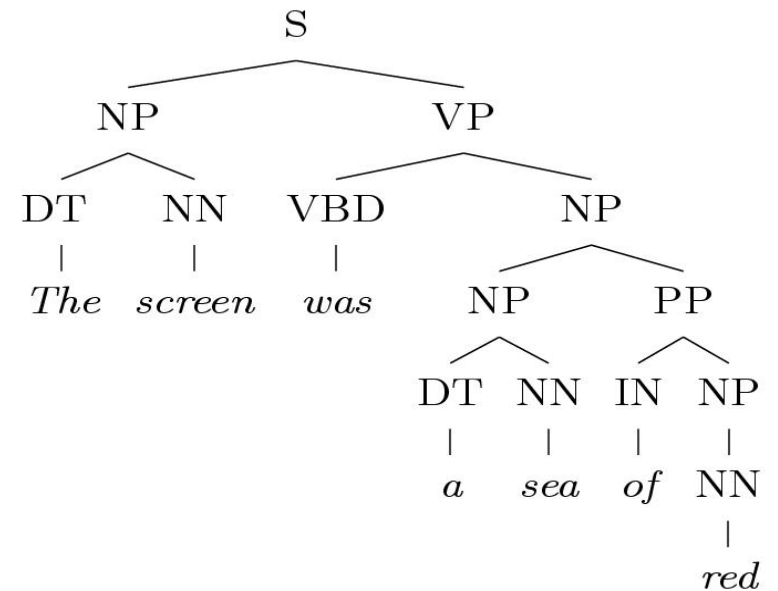 S
NP VP
DT NN VBD NP
The screen was NP PP
DT NN IN NP
a sea of NN
red